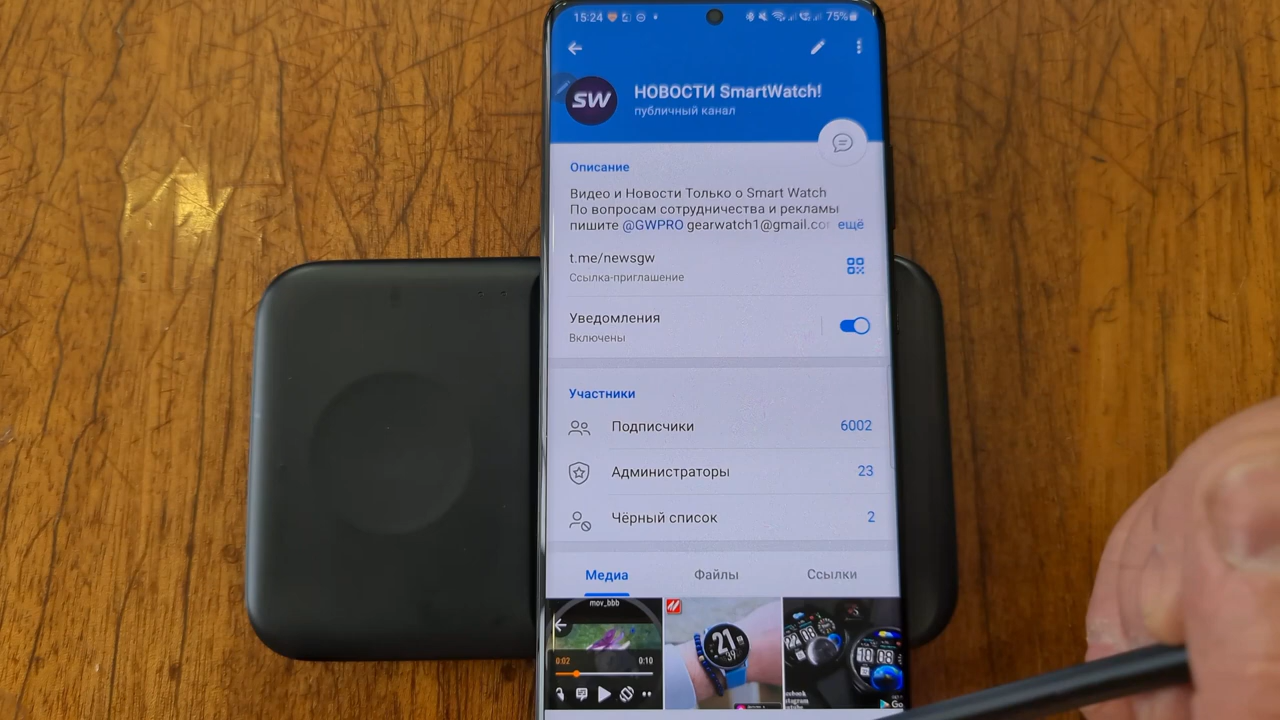 15:24
75%
SW
НОВОСТИ SmartWatch!
публичный канал
Описание
Видео и Новости Только о Smart Watch
По вопросам сотрудничества и рекламы
пишите @GWPRO gearwatch1@gmail.co ещё
t.me/newsgw
Ссылка-приглашение
Уведомления
Включены
Участники
Подписчики 6002
Администраторы 23
Чёрный список 2
Медиа Файлы Ссылки
mov_bbb
0:02 0:10
21
10 08